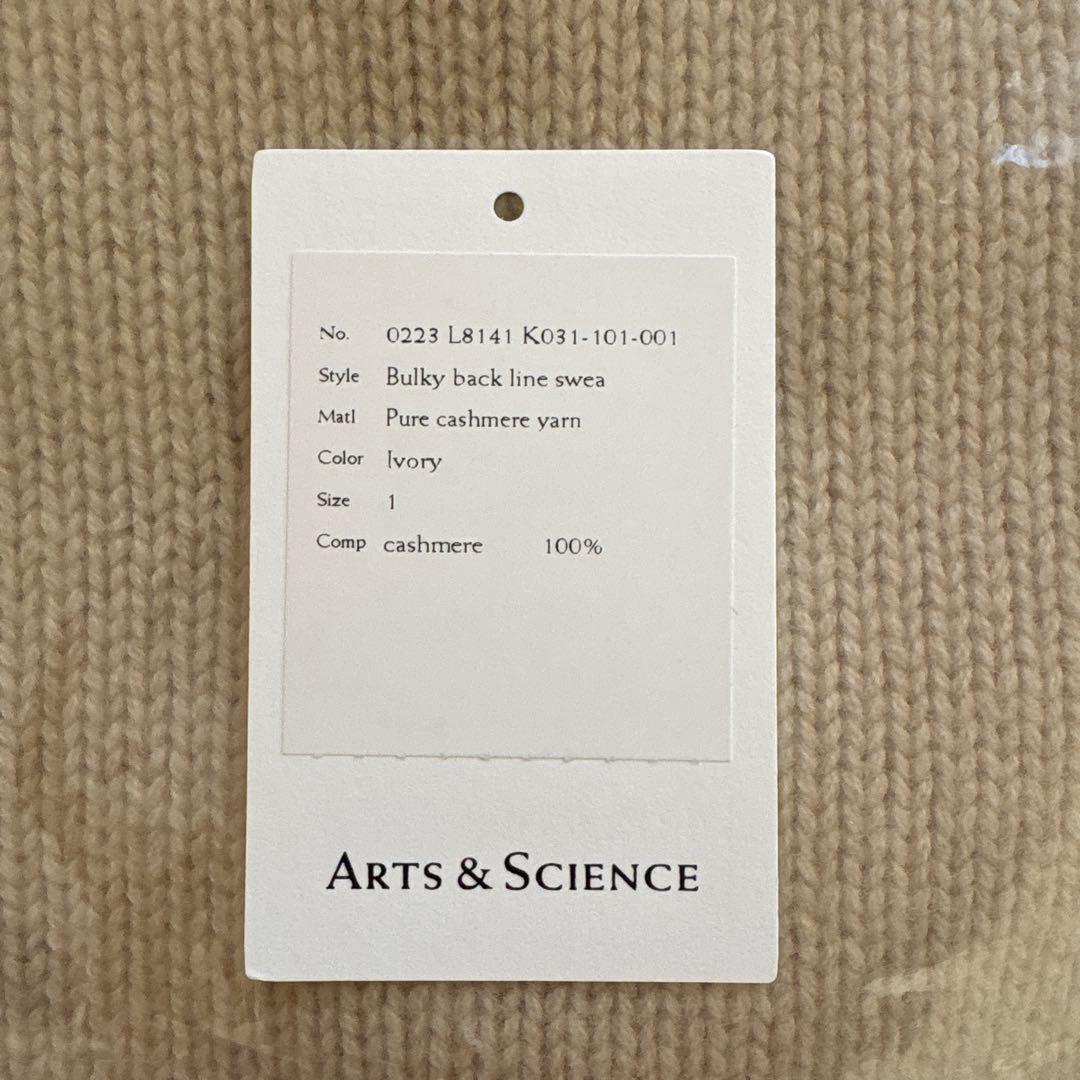 No. 0223 L8141 K031-101-001
Style Bulky back line swea
Matl Pure cashmere yarn
Color Ivory
Size 1
Comp cashmere 100%
ARTS & SCIENCE